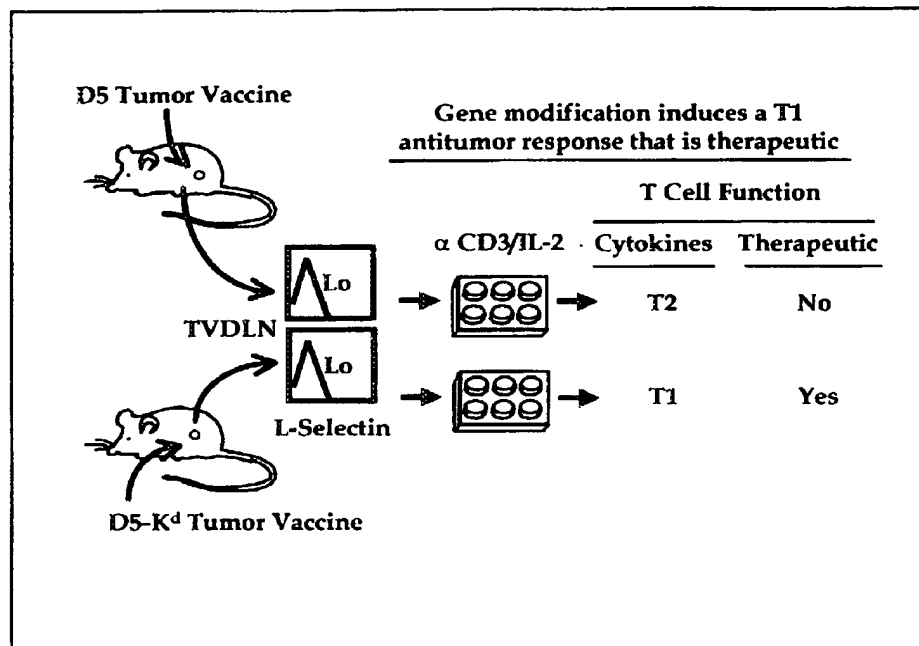 D5 Tumor Vaccine
Gene modification induces a T1
antitumor response that is therapeutic
T Cell Function
α CD3/IL-2
Cytokines
Therapeutic
Lo
TVDLN
T2
No
Lo
L-Selectin
T1
Yes
D5-Kᵈ Tumor Vaccine